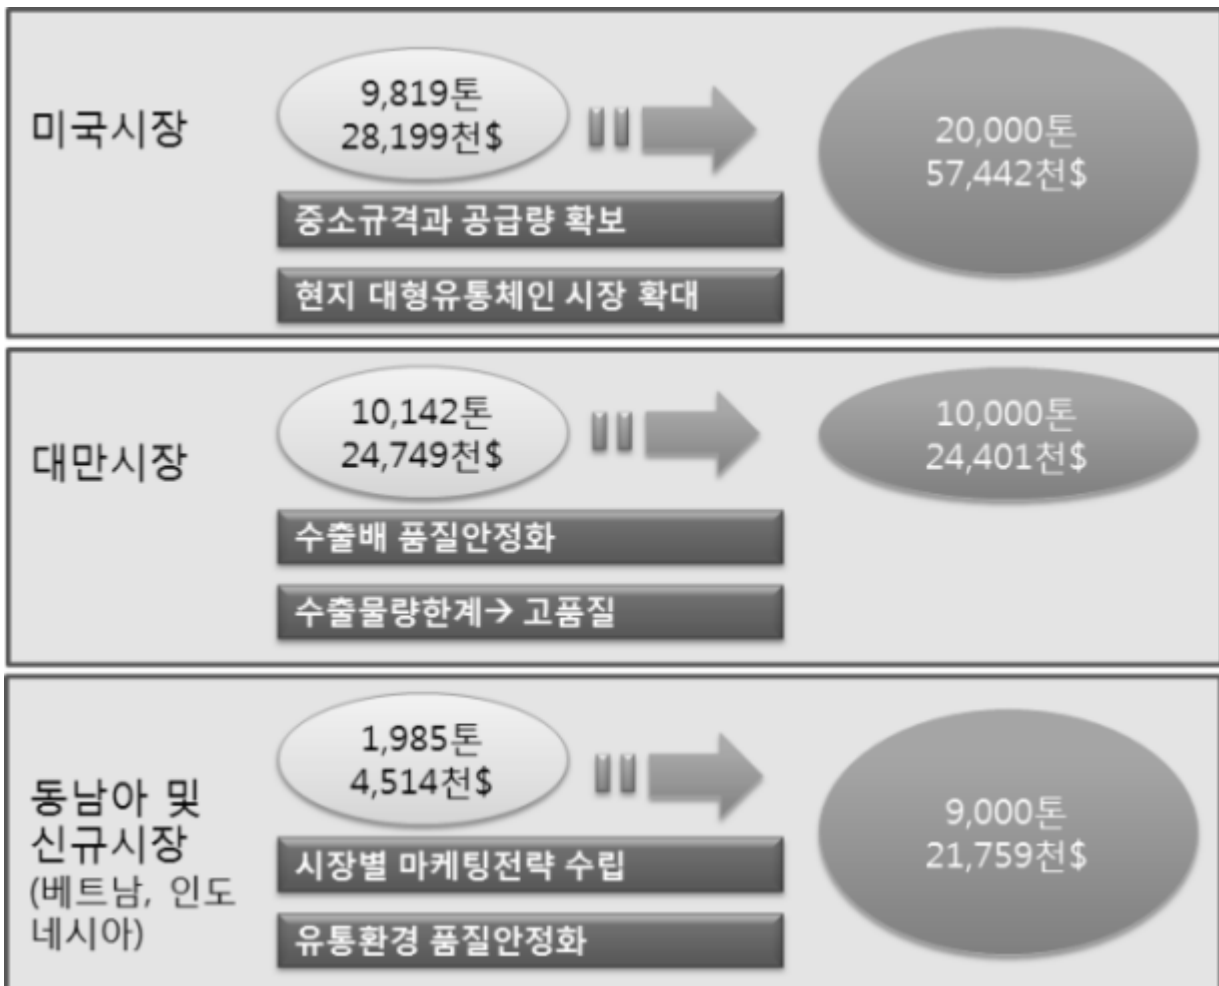 미국시장
9,819톤
28,199천$
20,000톤
57,442천$
중소규격과 공급량 확보
현지 대형유통체인 시장 확대
대만시장
10,142톤
24,749천$
10,000톤
24,401천$
수출배 품질안정화
수출물량한계→ 고품질
동남아 및
신규시장
(베트남, 인도
네시아)
1,985톤
4,514천$
9,000톤
21,759천$
시장별 마케팅전략 수립
유통환경 품질안정화